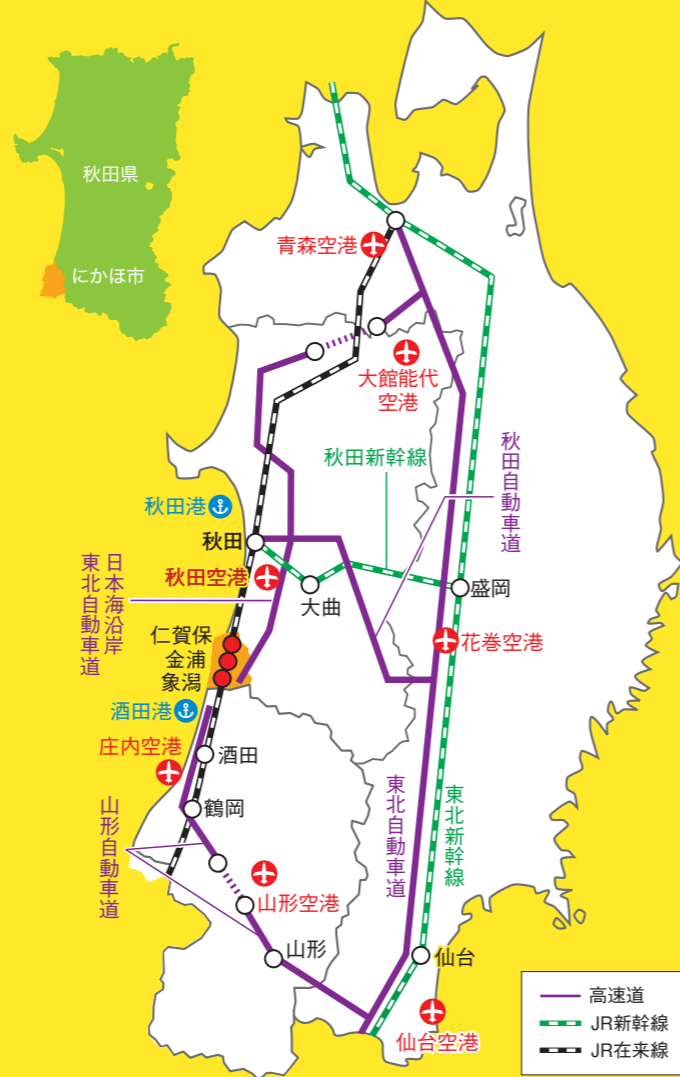 秋田県
にかほ市
青森空港
大館能代
空港
秋田新幹線
秋田自動車道
秋田港
秋田
秋田空港
大曲
盛岡
日本海沿岸
東北自動車道
仁賀保
金浦
象潟
花巻空港
酒田港
庄内空港
酒田
鶴岡
山形自動車道
東北自動車道
東北新幹線
山形空港
山形
仙台
仙台空港
高速道
JR新幹線
JR在来線